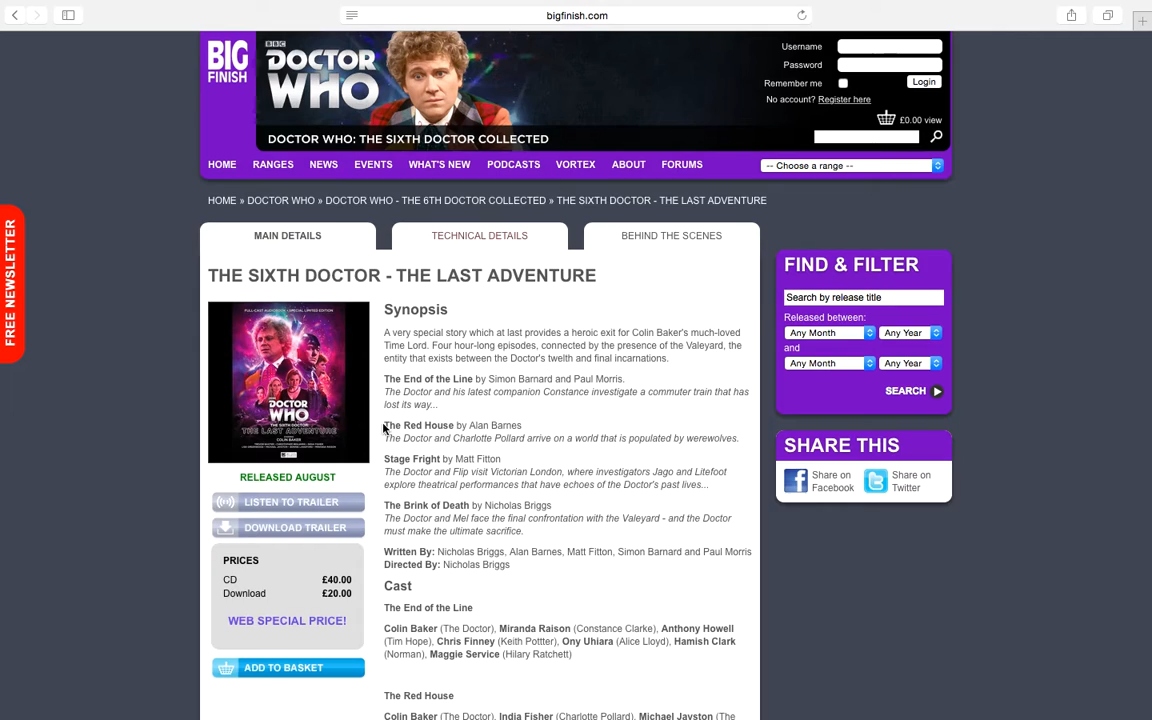 bigfinish.com
BIG
FINISH
BBC
DOCTOR
WHO
DOCTOR WHO: THE SIXTH DOCTOR COLLECTED
Username
Password
Remember me
Login
No account? Register here
£0.00 view
HOME RANGES NEWS EVENTS WHAT'S NEW PODCASTS VORTEX ABOUT FORUMS
-- Choose a range --
HOME » DOCTOR WHO » DOCTOR WHO - THE 6TH DOCTOR COLLECTED » THE SIXTH DOCTOR - THE LAST ADVENTURE
FREE NEWSLETTER
MAIN DETAILS TECHNICAL DETAILS BEHIND THE SCENES
THE SIXTH DOCTOR - THE LAST ADVENTURE
DOCTOR
WHO
THE SIXTH DOCTOR
THE LAST ADVENTURE
COLIN BAKER
RELEASED AUGUST
LISTEN TO TRAILER
DOWNLOAD TRAILER
PRICES
CD £40.00
Download £20.00
WEB SPECIAL PRICE!
ADD TO BASKET
Synopsis
A very special story which at last provides a heroic exit for Colin Baker's much-loved
Time Lord. Four hour-long episodes, connected by the presence of the Valeyard, the
entity that exists between the Doctor's twelth and final incarnations.
The End of the Line by Simon Barnard and Paul Morris.
The Doctor and his latest companion Constance investigate a commuter train that has
lost its way...
The Red House by Alan Barnes
The Doctor and Charlotte Pollard arrive on a world that is populated by werewolves.
Stage Fright by Matt Fitton
The Doctor and Flip visit Victorian London, where investigators Jago and Litefoot
explore theatrical performances that have echoes of the Doctor's past lives...
The Brink of Death by Nicholas Briggs
The Doctor and Mel face the final confrontation with the Valeyard - and the Doctor
must make the ultimate sacrifice.
Written By: Nicholas Briggs, Alan Barnes, Matt Fitton, Simon Barnard and Paul Morris
Directed By: Nicholas Briggs
Cast
The End of the Line
Colin Baker (The Doctor), Miranda Raison (Constance Clarke), Anthony Howell
(Tim Hope), Chris Finney (Keith Pottter), Ony Uhiara (Alice Lloyd), Hamish Clark
(Norman), Maggie Service (Hilary Ratchett)
The Red House
Colin Baker (The Doctor), India Fisher (Charlotte Pollard), Michael Jayston (The
FIND & FILTER
Search by release title
Released between:
Any Month Any Year
and
Any Month Any Year
SEARCH
SHARE THIS
Share on
Facebook
Share on
Twitter